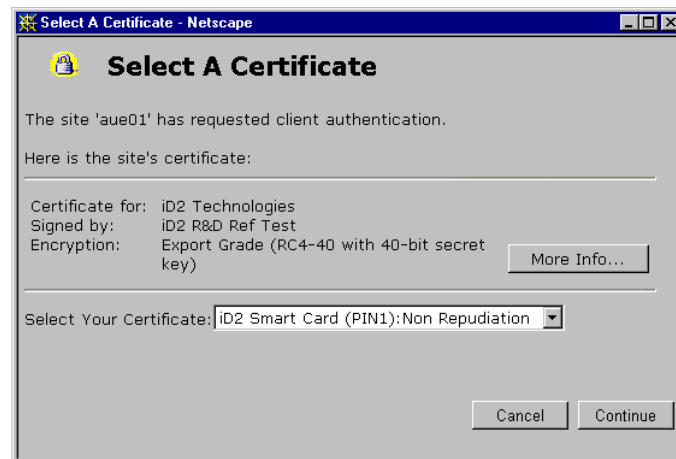 Select A Certificate - Netscape
Select A Certificate
The site 'aue01' has requested client authentication.
Here is the site's certificate:
Certificate for: iD2 Technologies
Signed by: iD2 R&D Ref Test
Encryption: Export Grade (RC4-40 with 40-bit secret
key)
More Info...
Select Your Certificate: iD2 Smart Card (PIN1):Non Repudiation
Cancel Continue